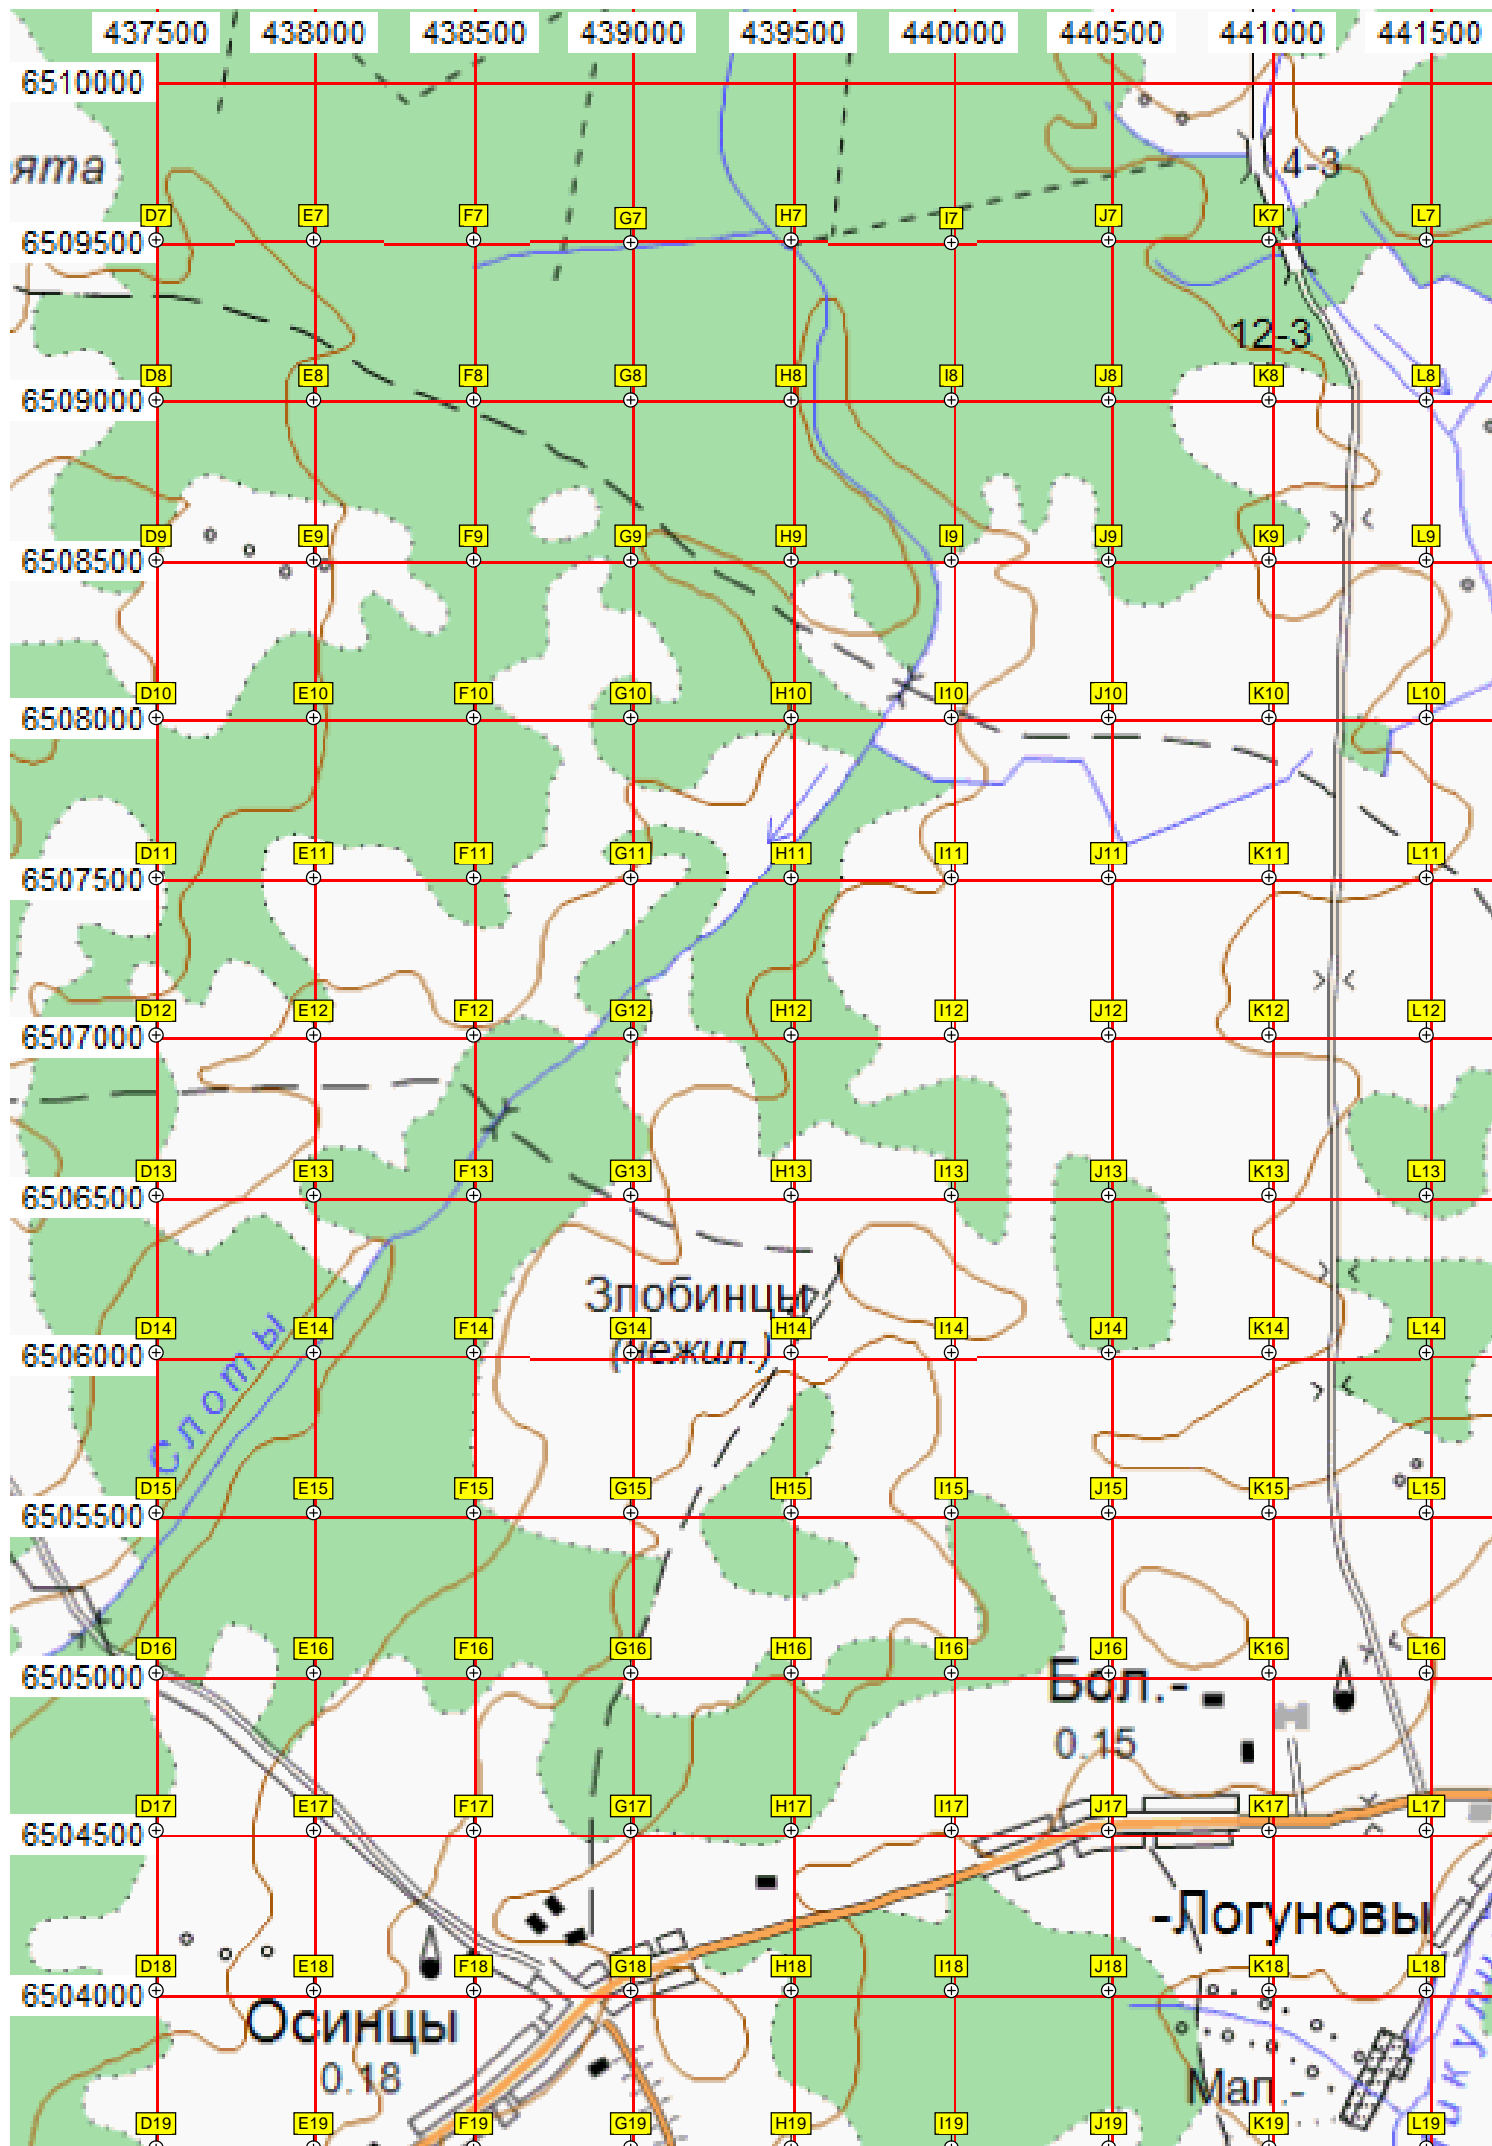 437500 438000 438500 439000 439500 440000 440500 441000 441500
6510000
ята 4-3
D7 E7 F7 G7 H7 I7 J7 K7 L7
6509500
12-3
D8 E8 F8 G8 H8 I8 J8 K8 L8
6509000
D9 E9 F9 G9 H9 I9 J9 K9 L9
6508500
D10 E10 F10 G10 H10 I10 J10 K10 L10
6508000
D11 E11 F11 G11 H11 I11 J11 K11 L11
6507500
D12 E12 F12 G12 H12 I12 J12 K12 L12
6507000
D13 E13 F13 G13 H13 I13 J13 K13 L13
6506500
Злобинцы
D14 E14 F14 G14 H14 I14 J14 K14 L14
6506000 (нежил.)
Слоты
D15 E15 F15 G15 H15 I15 J15 K15 L15
6505500
D16 E16 F16 G16 H16 I16 J16 K16 L16
6505000
Бол.-
0.15
D17 E17 F17 G17 H17 I17 J17 K17 L17
6504500
-Логуновы
D18 E18 F18 G18 H18 I18 J18 K18 L18
6504000
Осинцы
0.18
Мал.-
D19 E19 F19 G19 H19 I19 J19 K19 L19